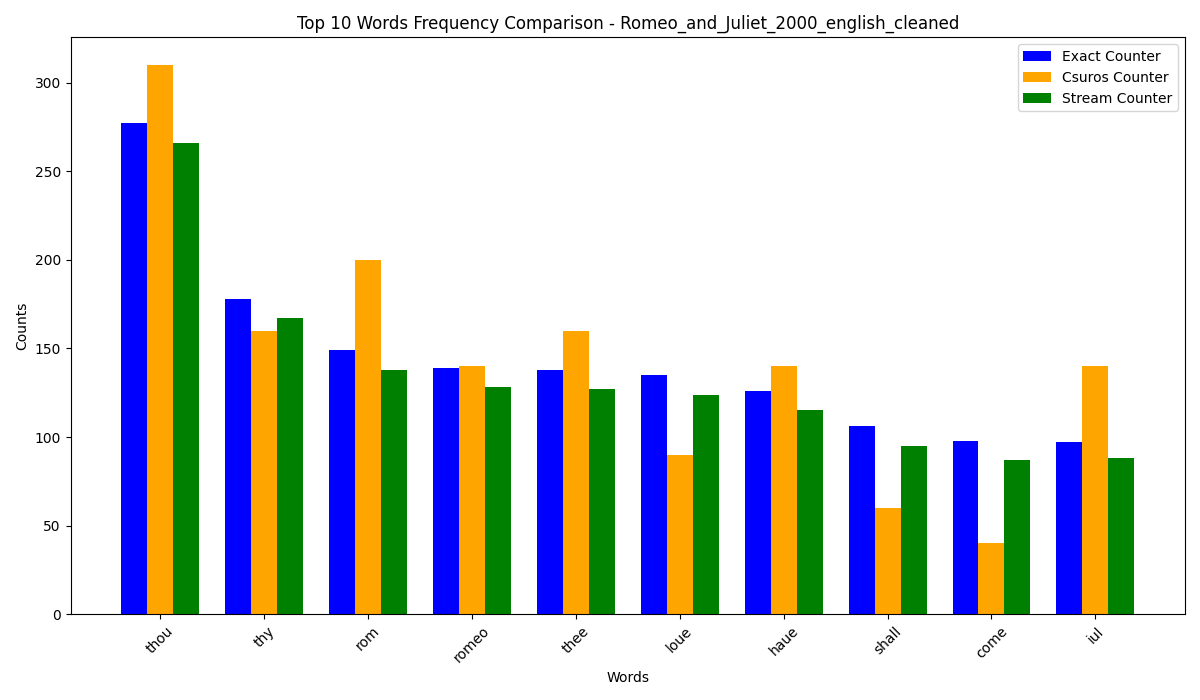 Top 10 Words Frequency Comparison - Romeo_and_Juliet_2000_english_cleaned
Exact Counter
Csuros Counter
Stream Counter
Counts
300
250
200
150
100
50
0
thou
thy
rom
romeo
thee
loue
haue
shall
come
iul
Words